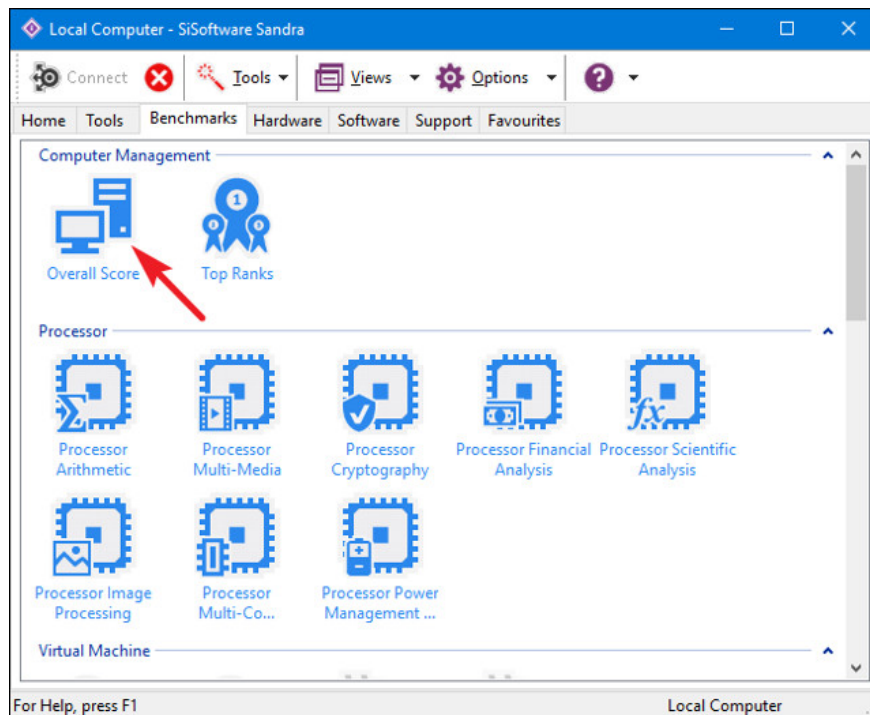 Local Computer - SiSoftware Sandra
Connect Tools Views Options ?
Home Tools Benchmarks Hardware Software Support Favourites
Computer Management
1
Overall Score Top Ranks
Processor
Σ fx
Processor Processor Processor Processor Financial Processor Scientific
Arithmetic Multi-Media Cryptography Analysis Analysis
Processor Image Processor Processor Power
Processing Multi-Co... Management ...
Virtual Machine
For Help, press F1 Local Computer